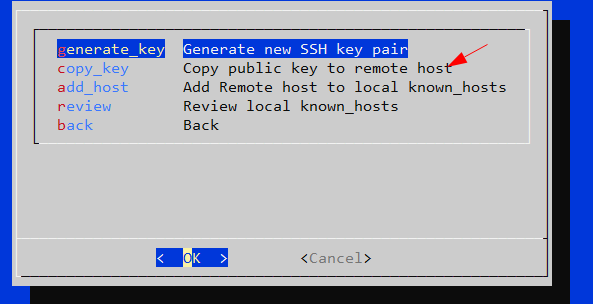 generate_key Generate new SSH key pair
copy_key Copy public key to remote host
add_host Add Remote host to local known_hosts
review Review local known_hosts
back Back
< OK > <Cancel>